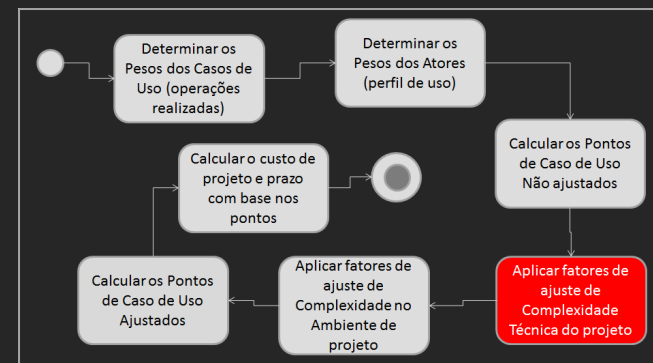 Determinar os
Pesos dos Casos de
Uso (operações
realizadas)
Determinar os
Pesos dos Atores
(perfil de uso)
Calcular os Pontos
de Caso de Uso
Não ajustados
Aplicar fatores de
ajuste de
Complexidade
Técnica do projeto
Aplicar fatores de
ajuste de
Complexidade no
Ambiente de
projeto
Calcular os Pontos
de Caso de Uso
Ajustados
Calcular o custo de
projeto e prazo
com base nos
pontos